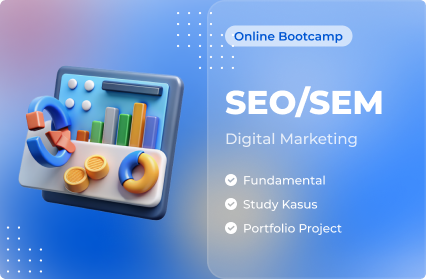 Online Bootcamp
SEO/SEM
Digital Marketing
Fundamental
Study Kasus
Portfolio Project